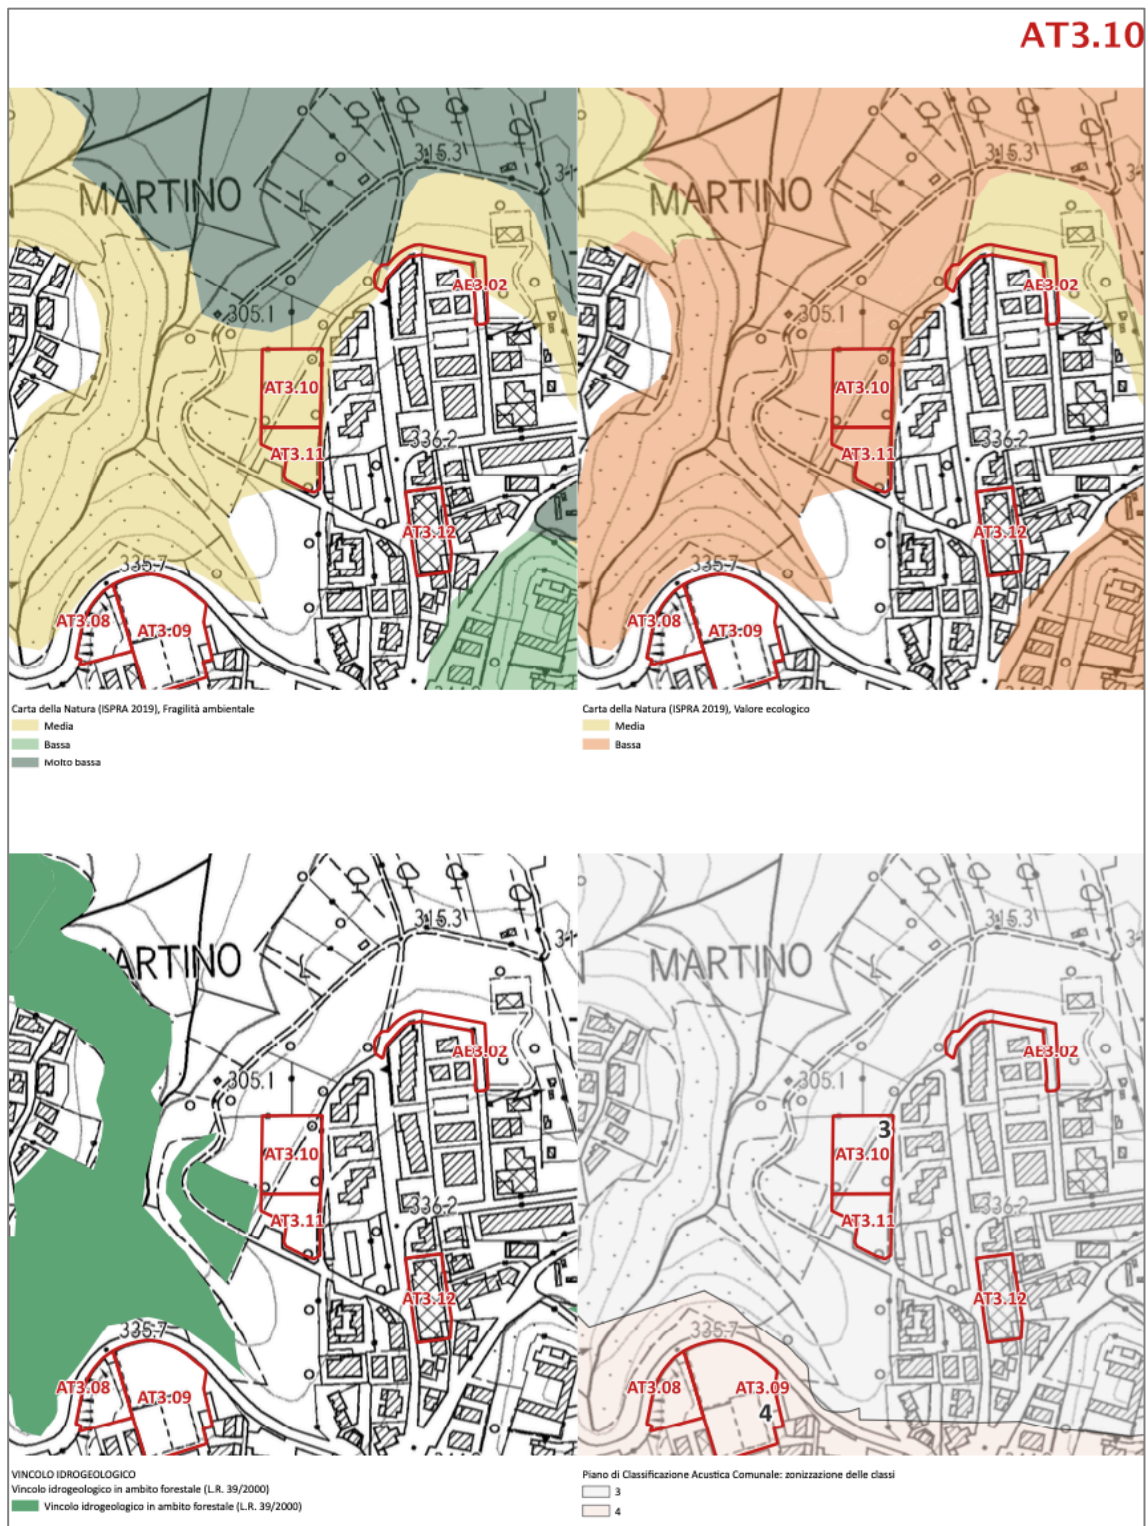 AT3.10
315.3
31
N
MARTINO
AE3.02
305.1
AT3.10
336.2
AT3.11
AT3.12
335.7
AT3.08
AT3.09
315.3
31
N
MARTINO
AE3.02
305.1
AT3.10
336.2
AT3.11
AT3.12
335.7
AT3.08
AT3.09
Carta della Natura (ISPRA 2019), Fragilità ambientale
Media
Bassa
Molto bassa
Carta della Natura (ISPRA 2019), Valore ecologico
Media
Bassa
315.3
31
ARTINO
AE3.02
305.1
AT3.10
336.2
AT3.11
AT3.12
335.7
AT3.08
AT3.09
315.3
31
N
MARTINO
AE3.02
305.1
3
AT3.10
336.2
AT3.11
AT3.12
335.7
AT3.08
AT3.09
4
VINCOLO IDROGEOLOGICO
Vincolo idrogeologico in ambito forestale (L.R. 39/2000)
Vincolo idrogeologico in ambito forestale (L.R. 39/2000)
Piano di Classificazione Acustica Comunale: zonizzazione delle classi
3
4